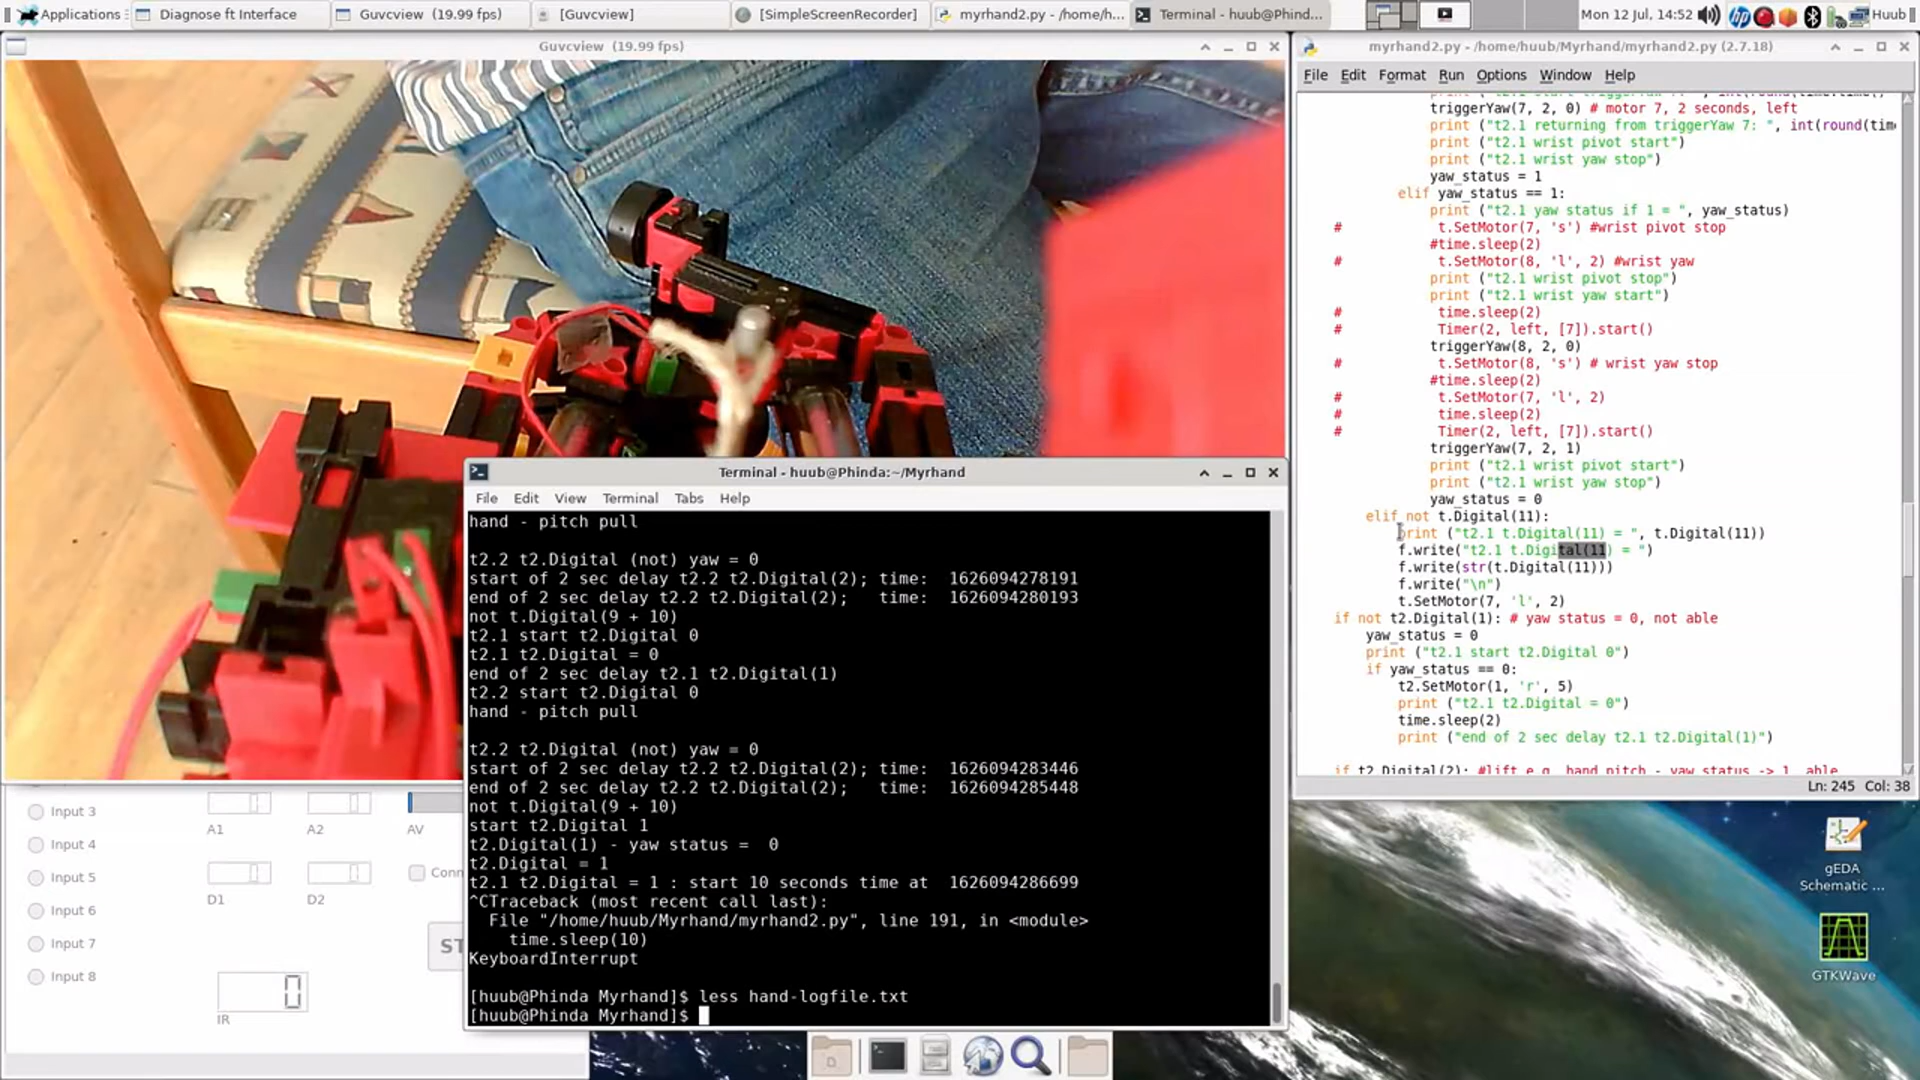 Applications
Diagnose ft Interface
Guvcview (19.99 fps)
[Guvcview]
[SimpleScreenRecorder]
myrhand2.py - /home/h...
Terminal - huub@Phind...
Mon 12 Jul, 14:52
Huub
Guvcview (19.99 fps)
myrhand2.py - /home/huub/Myrhand/myrhand2.py (2.7.18)
File Edit Format Run Options Window Help
triggerYaw(7, 2, 0) # motor 7, 2 seconds, left
print ("t2.1 returning from triggerYaw 7: ", int(round(tim
print ("t2.1 wrist pivot start")
print ("t2.1 wrist yaw stop")
yaw_status = 1
elif yaw_status == 1:
print ("t2.1 yaw status if 1 = ", yaw_status)
# t.SetMotor(7, 's') #wrist pivot stop
#time.sleep(2)
# t.SetMotor(8, 'l', 2) #wrist yaw
print ("t2.1 wrist pivot stop")
print ("t2.1 wrist yaw start")
# time.sleep(2)
# Timer(2, left, [7]).start()
triggerYaw(8, 2, 0)
# t.SetMotor(8, 's') # wrist yaw stop
#time.sleep(2)
# t.SetMotor(7, 'l', 2)
# time.sleep(2)
# Timer(2, left, [7]).start()
triggerYaw(7, 2, 1)
print ("t2.1 wrist pivot start")
print ("t2.1 wrist yaw stop")
yaw_status = 0
elif not t.Digital(11):
print ("t2.1 t.Digital(11) = ", t.Digital(11))
f.write("t2.1 t.Digital(11) = ")
f.write(str(t.Digital(11)))
f.write("\n")
t.SetMotor(7, 'l', 2)
if not t2.Digital(1): # yaw status = 0, not able
yaw_status = 0
print ("t2.1 start t2.Digital 0")
if yaw_status == 0:
t2.SetMotor(1, 'r', 5)
print ("t2.1 t2.Digital = 0")
time.sleep(2)
print ("end of 2 sec delay t2.1 t2.Digital(1)")
if t2.Digital(2): #lift e.g. hand pitch - yaw status -> 1, able
Ln: 245 Col: 38
Terminal - huub@Phinda:~/Myrhand
File Edit View Terminal Tabs Help
hand - pitch pull
t2.2 t2.Digital (not) yaw = 0
start of 2 sec delay t2.2 t2.Digital(2); time: 1626094278191
end of 2 sec delay t2.2 t2.Digital(2); time: 1626094280193
not t.Digital(9 + 10)
t2.1 start t2.Digital 0
t2.1 t2.Digital = 0
end of 2 sec delay t2.1 t2.Digital(1)
t2.2 start t2.Digital 0
hand - pitch pull
t2.2 t2.Digital (not) yaw = 0
start of 2 sec delay t2.2 t2.Digital(2); time: 1626094283446
end of 2 sec delay t2.2 t2.Digital(2); time: 1626094285448
not t.Digital(9 + 10)
start t2.Digital 1
t2.Digital(1) - yaw status = 0
t2.Digital = 1
t2.1 t2.Digital = 1 : start 10 seconds time at 1626094286699
^CTraceback (most recent call last):
File "/home/huub/Myrhand/myrhand2.py", line 191, in <module>
time.sleep(10)
KeyboardInterrupt
[huub@Phinda Myrhand]$ less hand-logfile.txt
[huub@Phinda Myrhand]$
Input 3
Input 4
Input 5
Input 6
Input 7
Input 8
A1 A2 AV
Conn
D1 D2
ST
0
IR
gEDA
Schematic ...
GTKWave